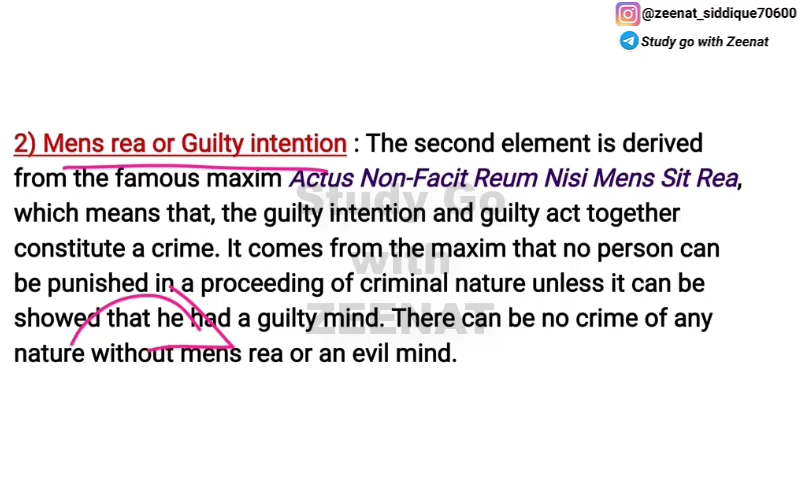 @zeenat_siddique70600
Study go with Zeenat
2) Mens rea or Guilty intention : The second element is derived
from the famous maxim Actus Non-Facit Reum Nisi Mens Sit Rea,
which means that, the guilty intention and guilty act together
constitute a crime. It comes from the maxim that no person can
be punished in a proceeding of criminal nature unless it can be
showed that he had a guilty mind. There can be no crime of any
nature without mens rea or an evil mind.
Study Go
with
ZEENAT